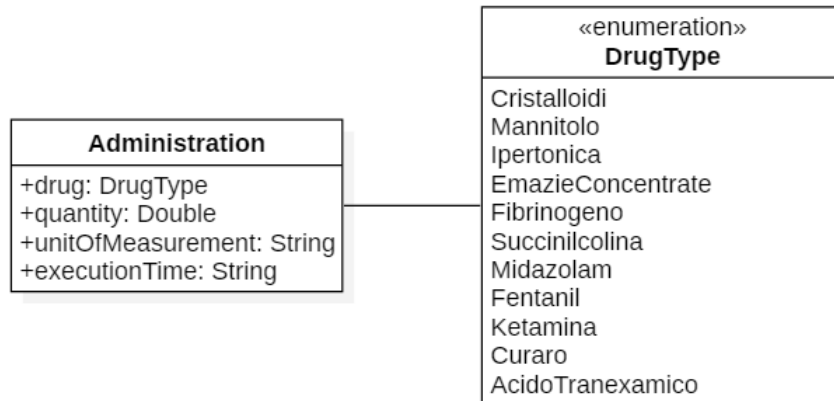 Administration
+drug: DrugType
+quantity: Double
+unitOfMeasurement: String
+executionTime: String
«enumeration»
DrugType
Cristalloidi
Mannitolo
Ipertonica
EmazieConcentrate
Fibrinogeno
Succinilcolina
Midazolam
Fentanil
Ketamina
Curaro
AcidoTranexamico